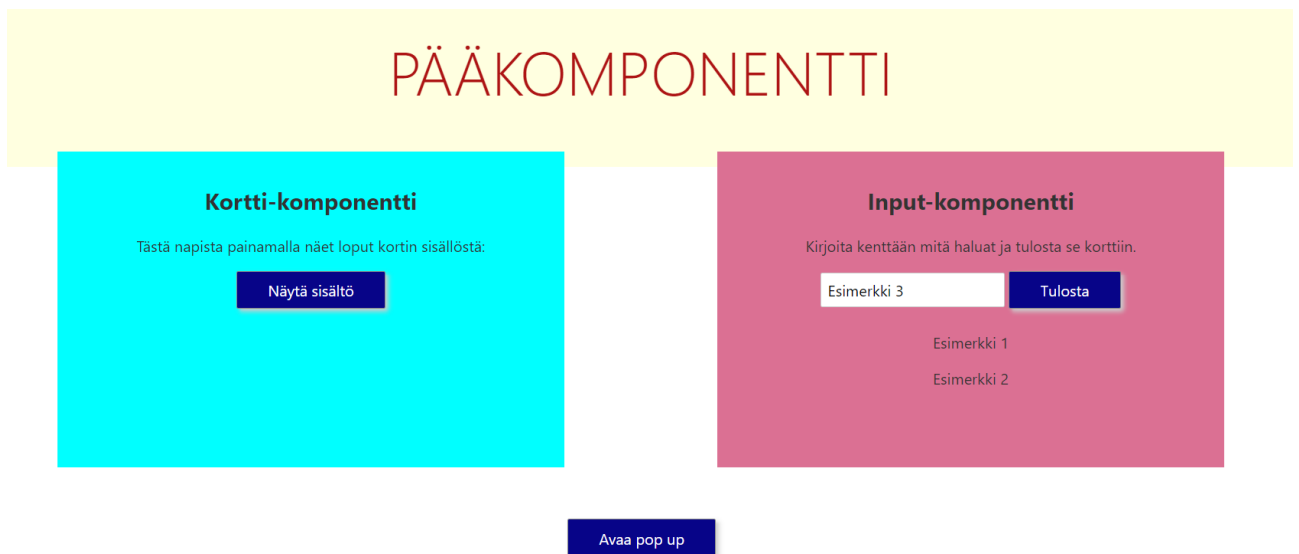 PÄÄKOMPONENTTI
Kortti-komponentti
Tästä napista painamalla näet loput kortin sisällöstä:
Näytä sisältö
Input-komponentti
Kirjoita kenttään mitä haluat ja tulosta se korttiin.
Esimerkki 3 Tulosta
Esimerkki 1
Esimerkki 2
Avaa pop up